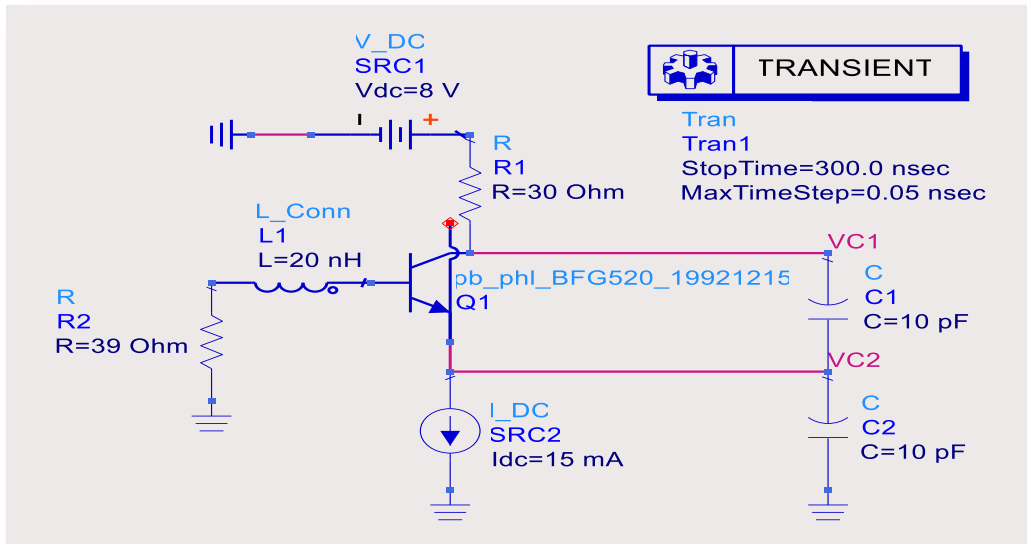 V_DC
SRC1
Vdc=8 V
- +
TRANSIENT
Tran
Tran1
StopTime=300.0 nsec
MaxTimeStep=0.05 nsec
R
R1
R=30 Ohm
L_Conn
L1
L=20 nH
VC1
pb_phl_BFG520_19921215
Q1
C
C1
C=10 pF
R
R2
R=39 Ohm
VC2
I_DC
SRC2
Idc=15 mA
C
C2
C=10 pF